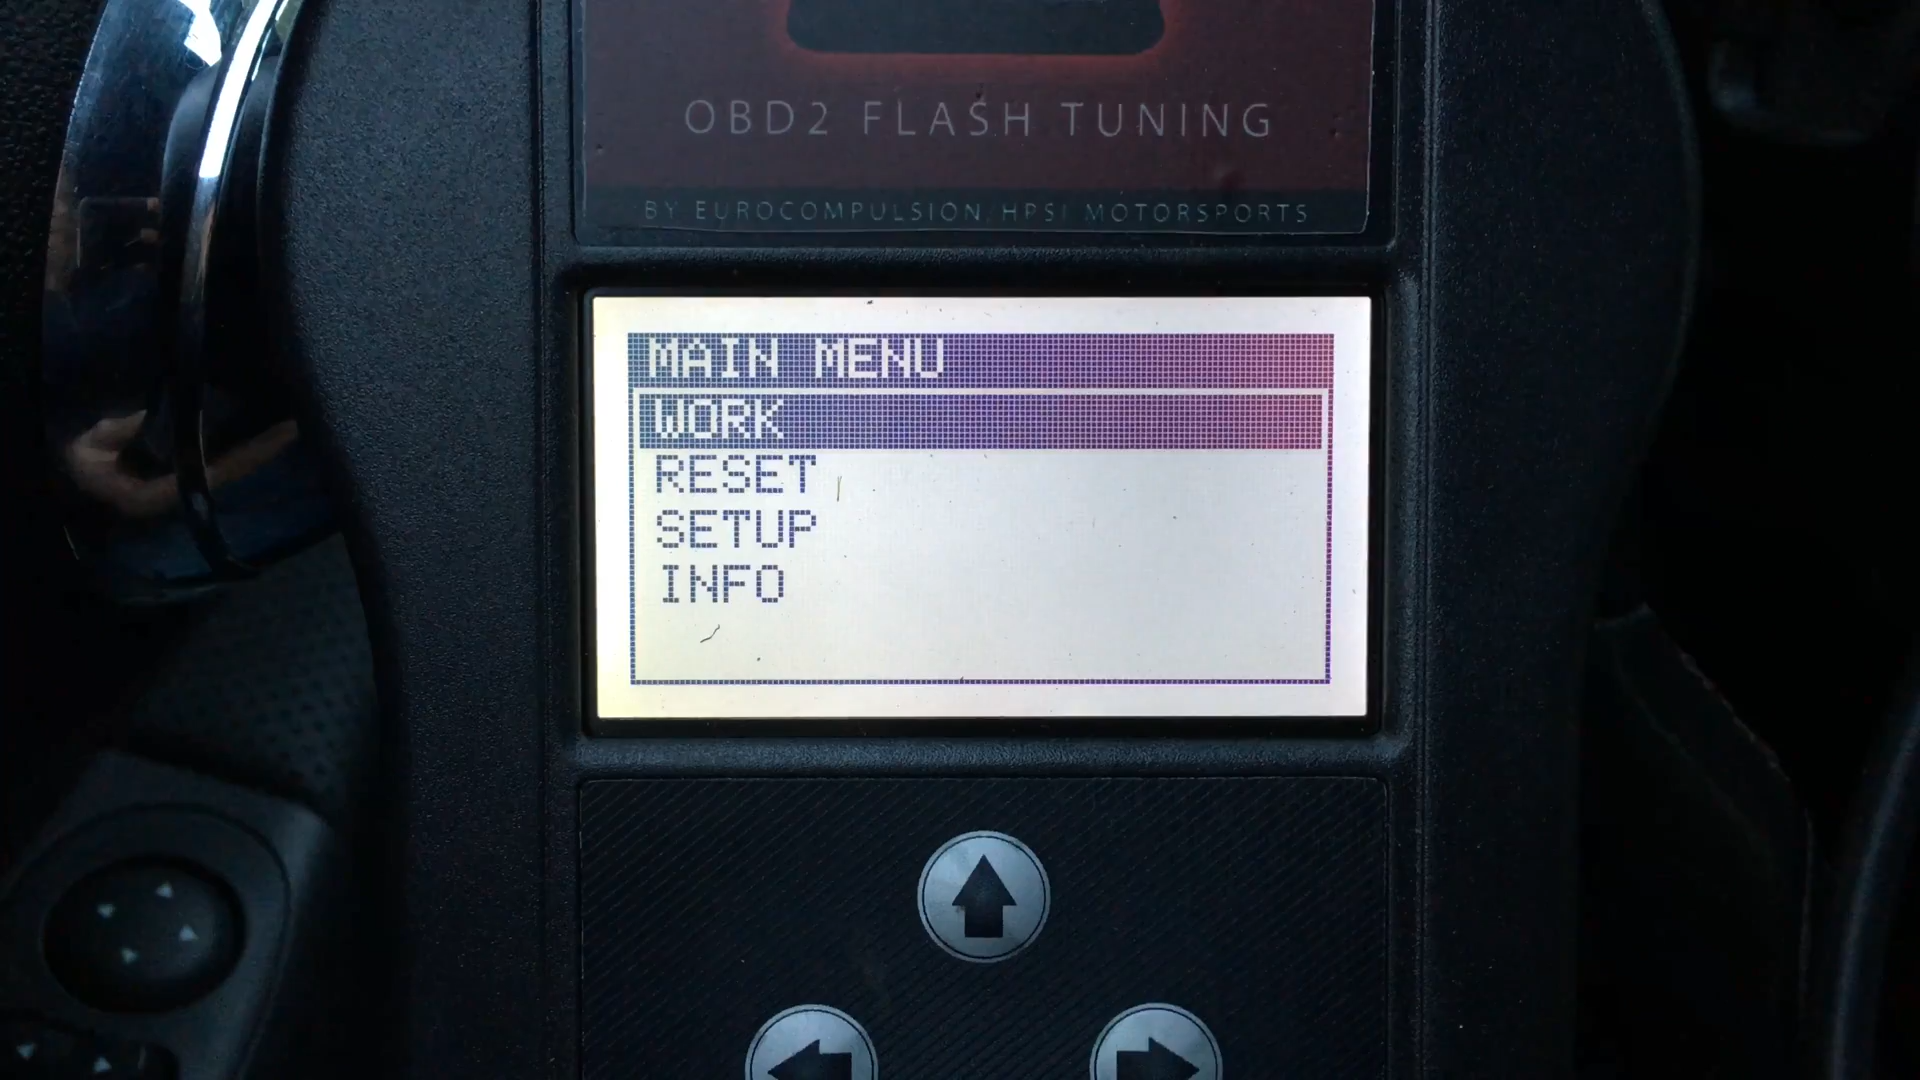 OBD2 FLASH TUNING
BY EUROCOMPULSION/HPSI MOTORSPORTS
MAIN MENU
WORK
RESET
SETUP
INFO